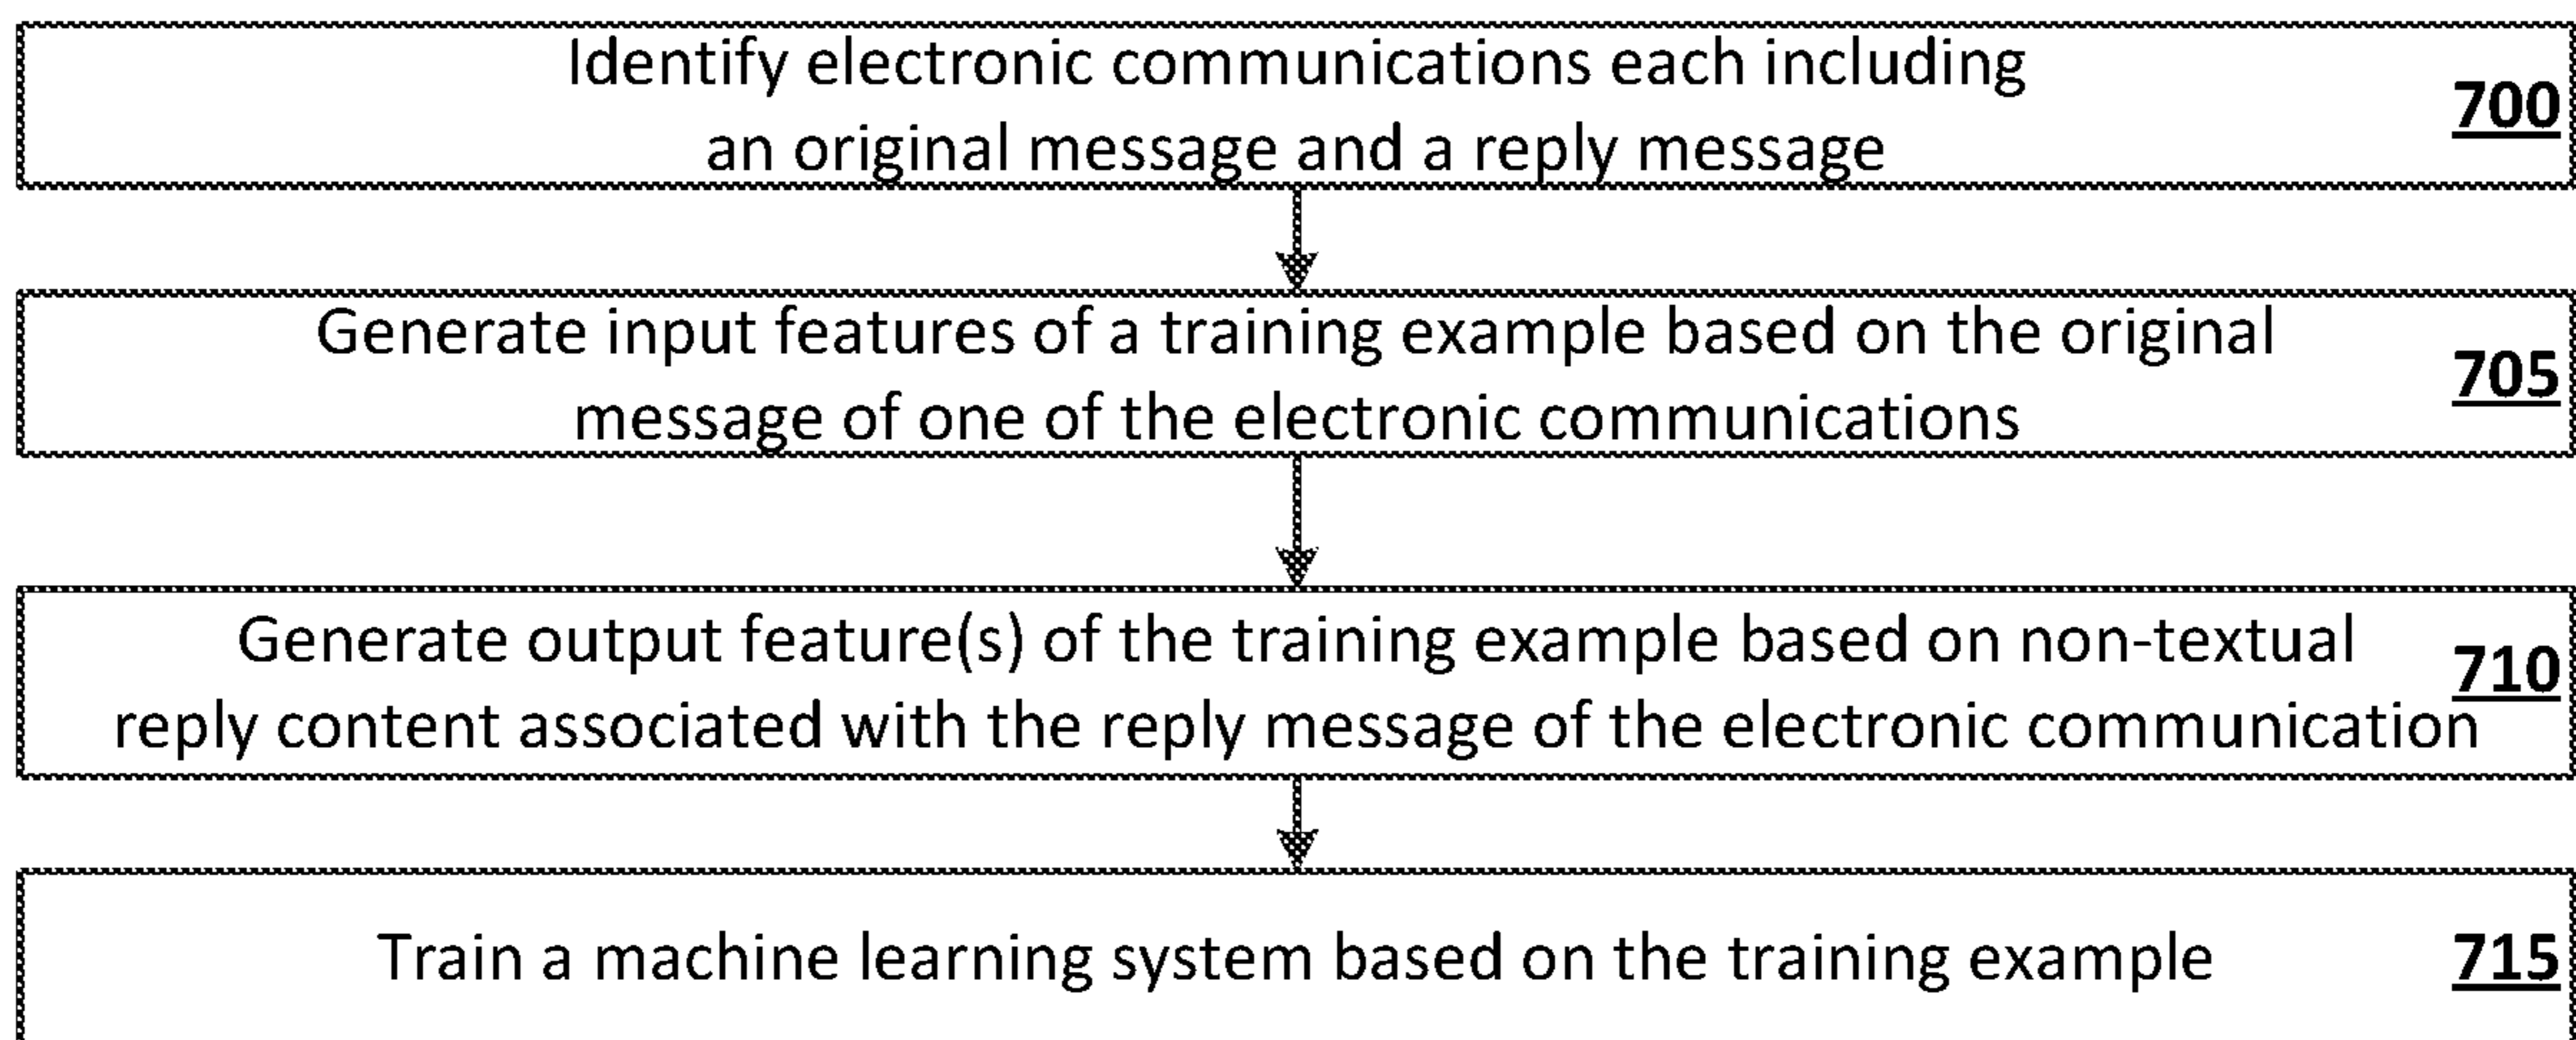 Identify electronic communications each including
an original message and a reply message
700
Generate input features of a training example based on the original
message of one of the electronic communications
705
Generate output feature(s) of the training example based on non-textual
reply content associated with the reply message of the electronic communication
710
Train a machine learning system based on the training example
715